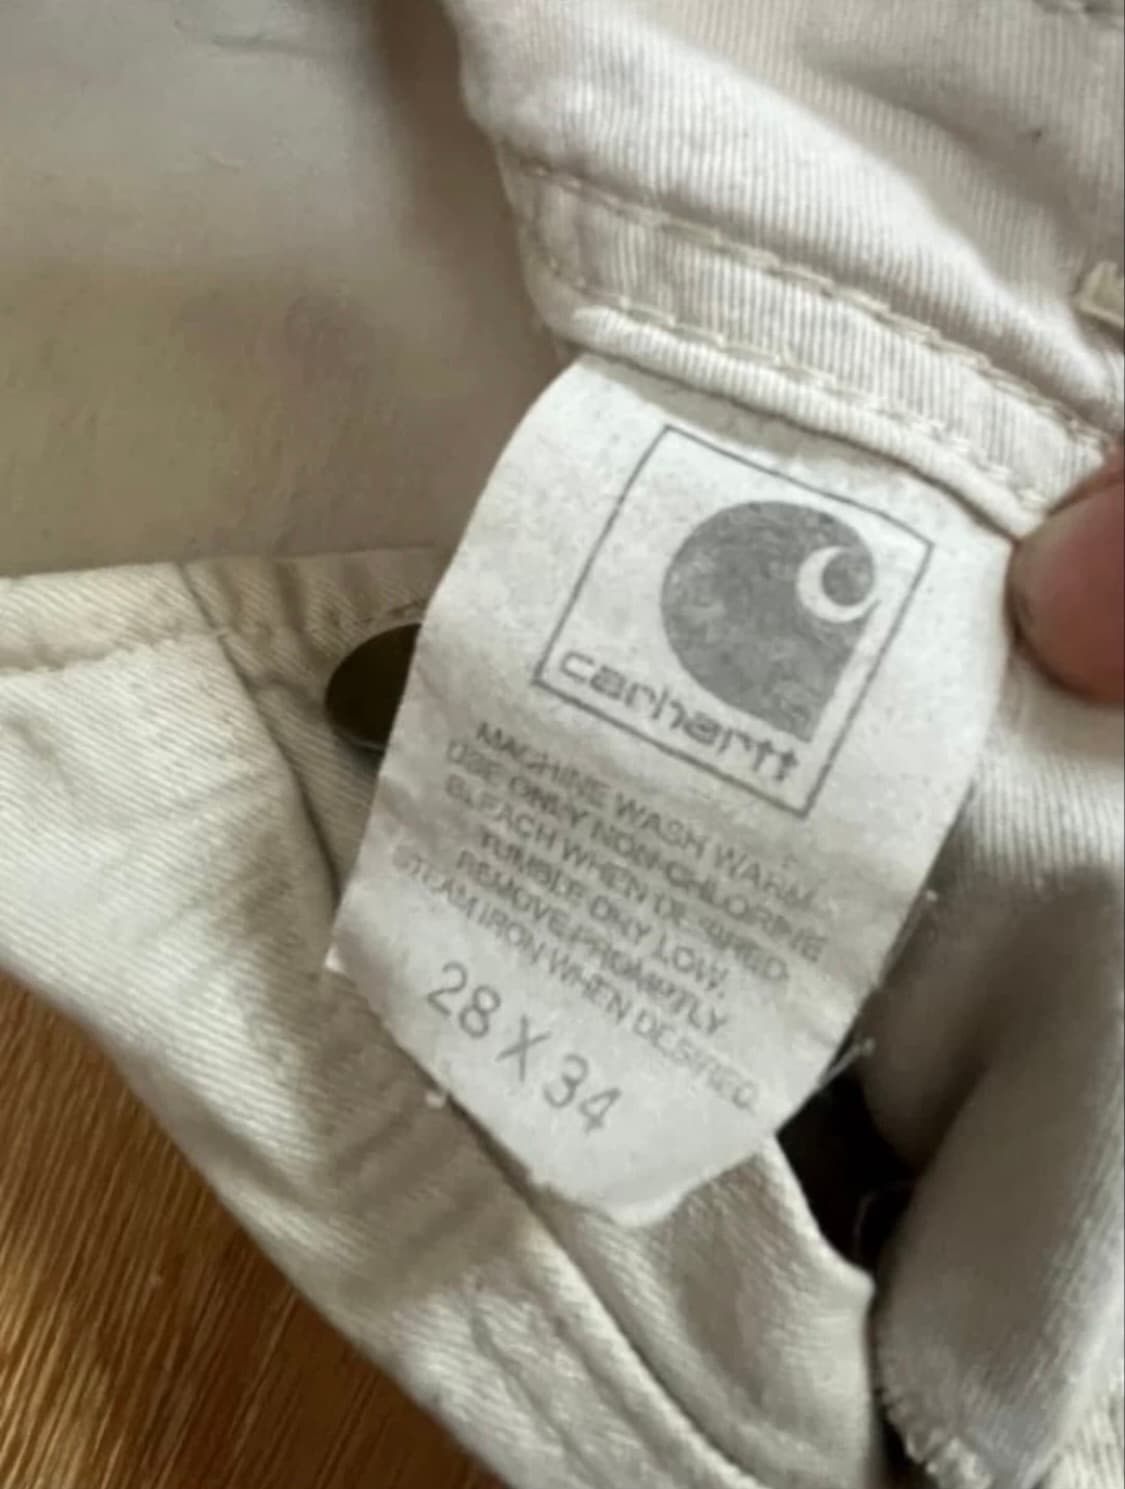 carhartt
MACHINE WASH WARM.
USE ONLY NON-CHLORINE
BLEACH WHEN DESIRED.
TUMBLE DRY LOW.
REMOVE PROMPTLY
STEAM IRON WHEN DESIRED.
28 X 34